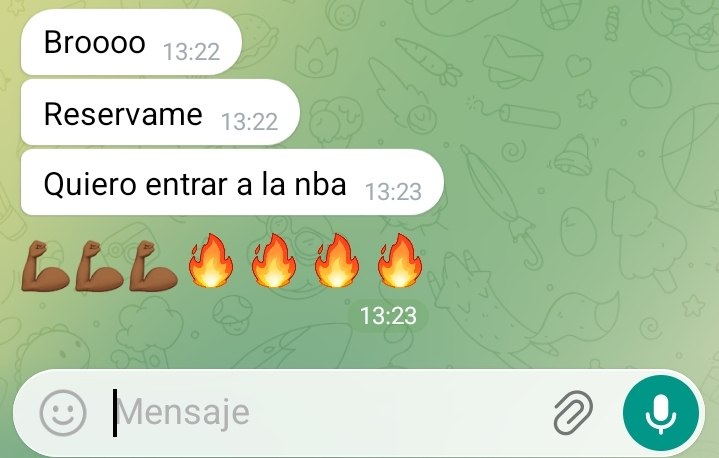 Broooo 13:22
Reservame 13:22
Quiero entrar a la nba 13:23
💪🏾💪🏾💪🏾🔥🔥🔥🔥
13:23
Mensaje